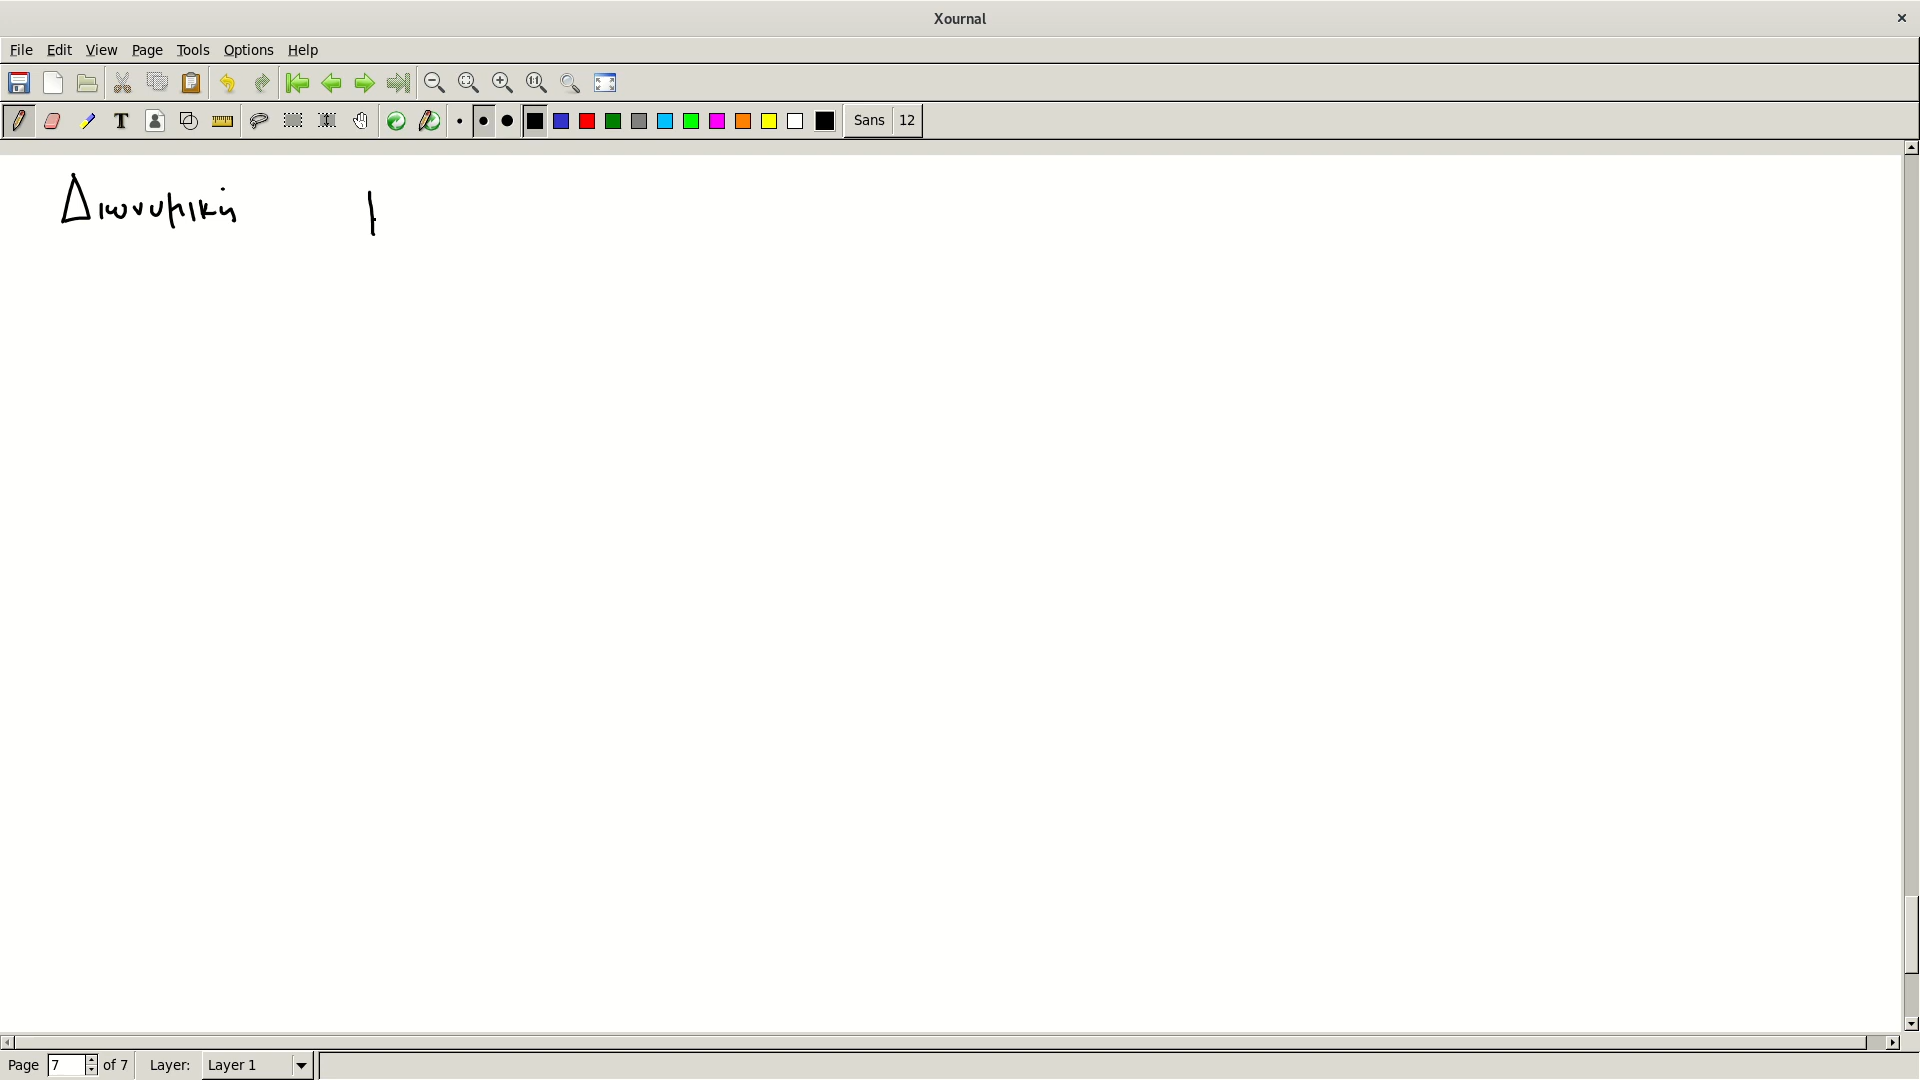 Xournal
File Edit View Page Tools Options Help
T Sans 12
Διωνυμική
Page 7 of 7 Layer: Layer 1